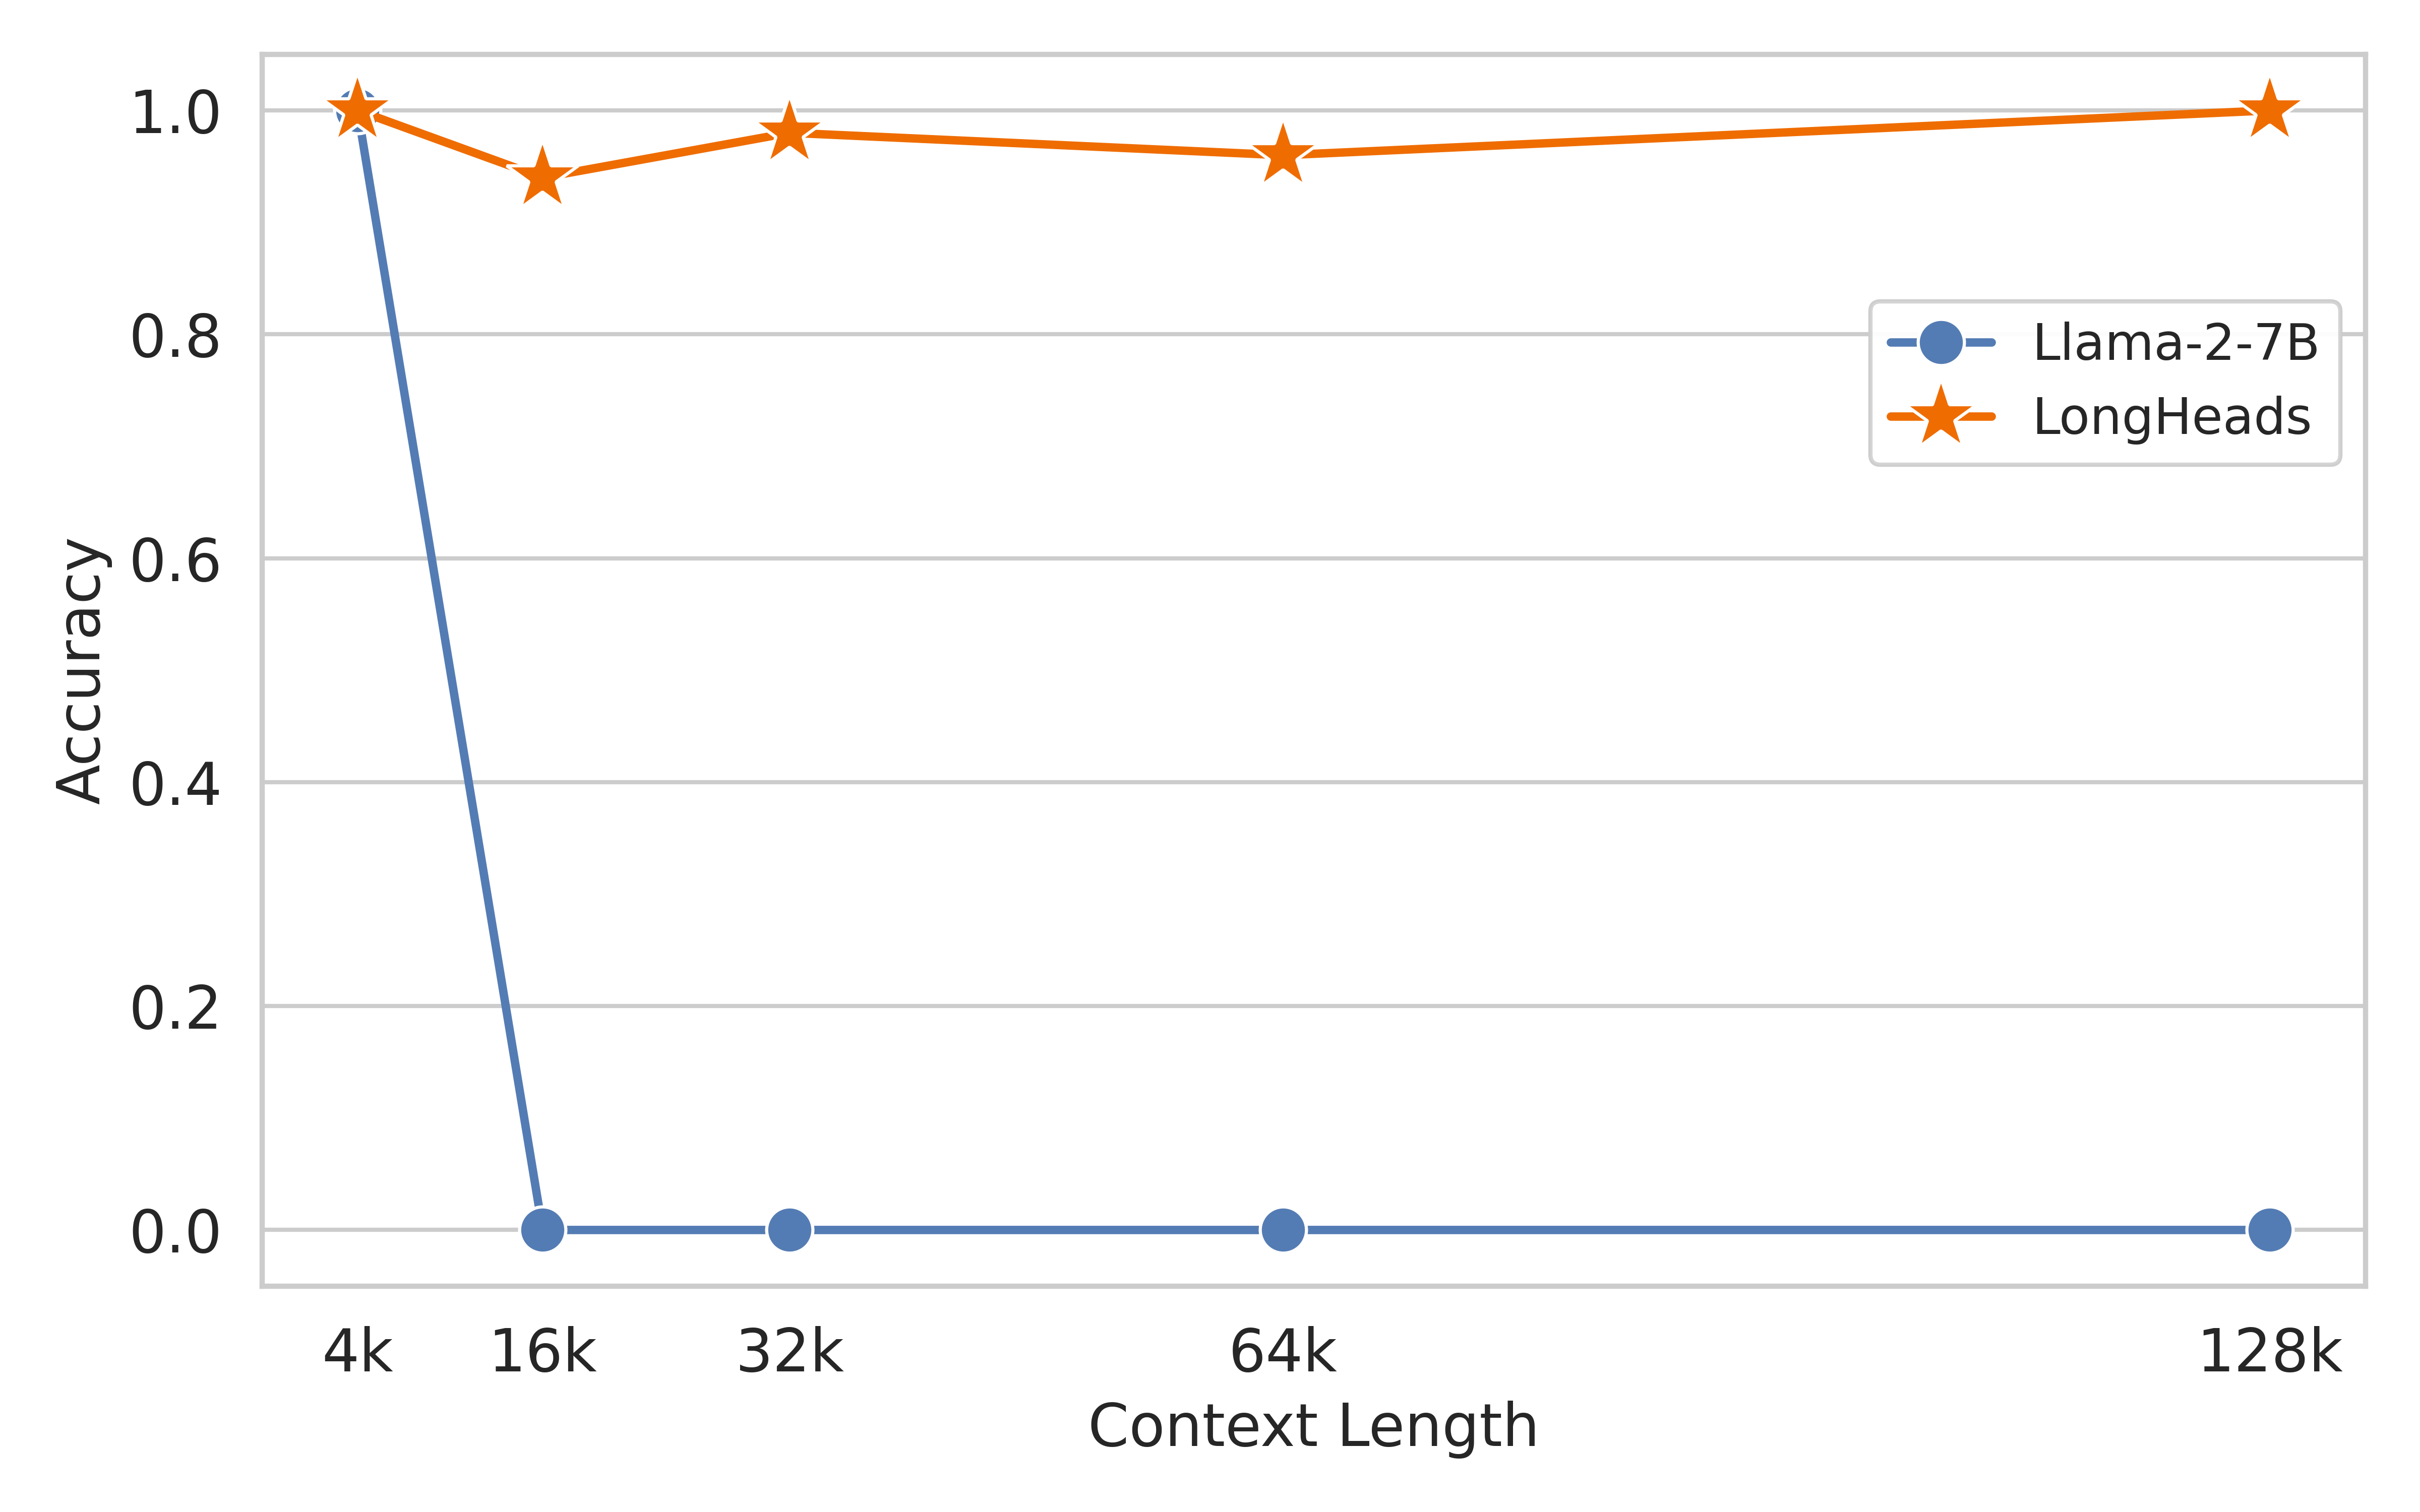 1.0
0.8
0.6
0.4
0.2
0.0
Accuracy
Llama-2-7B
LongHeads
4k 16k 32k 64k 128k
Context Length